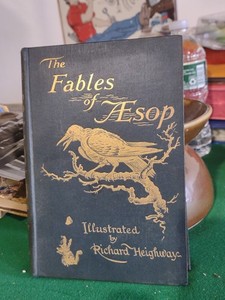 The
Fables
of ÆSOP
Illustrated
by
Richard Heighway.